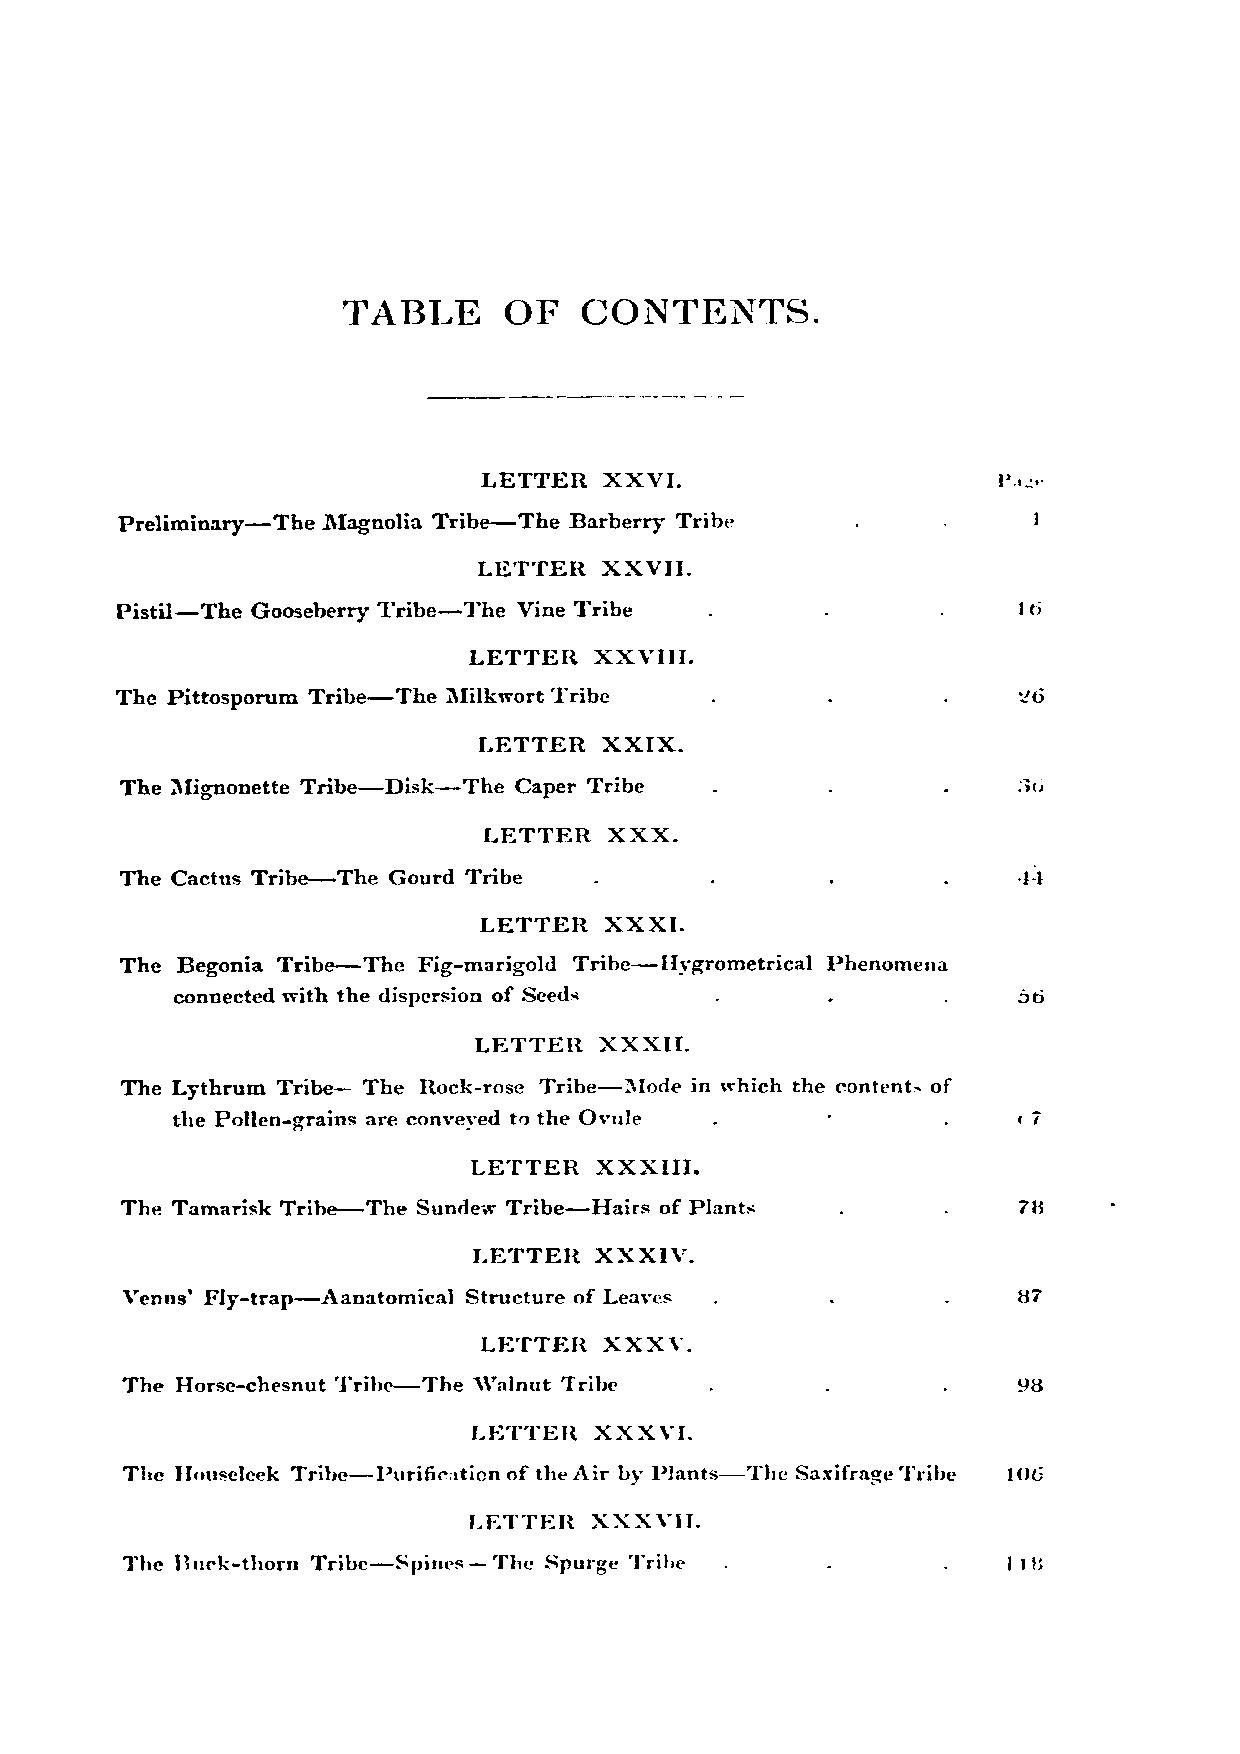 TABLE OF CONTENTS.
LETTER XXVI. Page
Preliminary—The Magnolia Tribe—The Barberry Tribe . . 1
LETTER XXVII.
Pistil—The Gooseberry Tribe—The Vine Tribe . . . 16
LETTER XXVIII.
The Pittosporum Tribe—The Milkwort Tribe . . . 26
LETTER XXIX.
The Mignonette Tribe—Disk—The Caper Tribe . . .
LETTER XXX.
The Cactus Tribe—The Gourd Tribe . . . . 44
LETTER XXXI.
The Begonia Tribe—The Fig-marigold Tribe—Hygrometrical Phenomena
connected with the dispersion of Seeds . . . 56
LETTER XXXII.
The Lythrum Tribe—The Rock-rose Tribe—Mode in which the contents of
the Pollen-grains are conveyed to the Ovule . . .
LETTER XXXIII.
The Tamarisk Tribe—The Sundew Tribe—Hairs of Plants . . 78
LETTER XXXIV.
Venus' Fly-trap—Aanatomical Structure of Leaves . . . 87
LETTER XXXV.
The Horse-chesnut Tribe—The Walnut Tribe . . . 98
LETTER XXXVI.
The Houseleek Tribe—Purification of the Air by Plants—The Saxifrage Tribe 106
LETTER XXXVII.
The Buck-thorn Tribe—Spines—The Spurge Tribe . . . 118